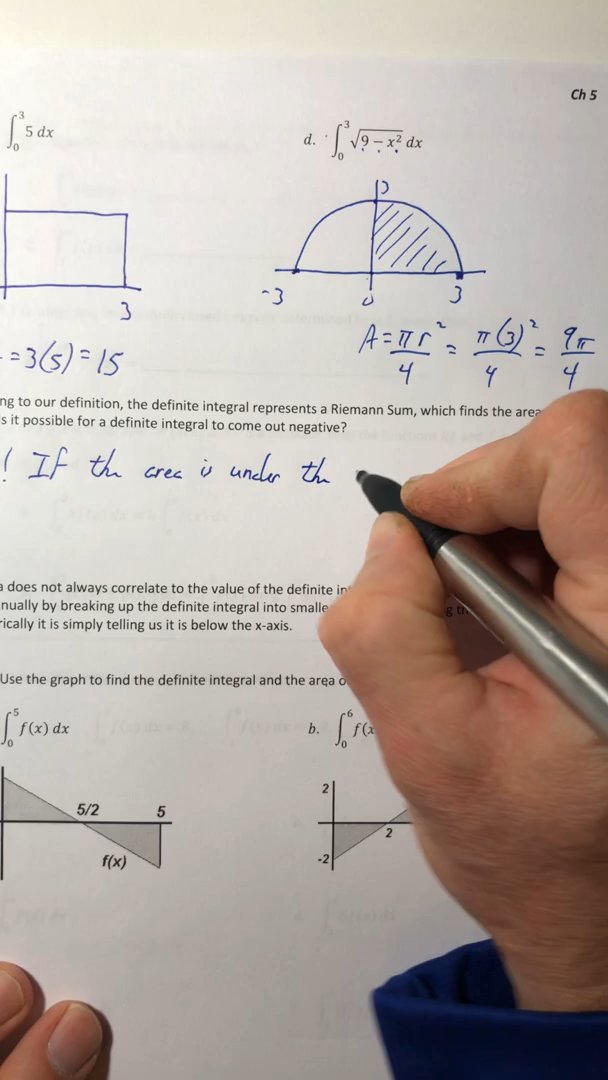 Ch 5
∫₀³ 5 dx
d. ∫₀³ √(9 − x²) dx
3
-3
0
3
3
= 3(5) = 15
A = πr²/4 = π(3)²/4 = 9π/4
ng to our definition, the definite integral represents a Riemann Sum, which finds the area
s it possible for a definite integral to come out negative?
! If the area is under the
a does not always correlate to the value of the definite in
nually by breaking up the definite integral into smalle
rically it is simply telling us it is below the x-axis.
Use the graph to find the definite integral and the area o
∫₀⁵ f(x) dx
b. ∫₀⁶ f(x
5/2
5
f(x)
2
2
-2